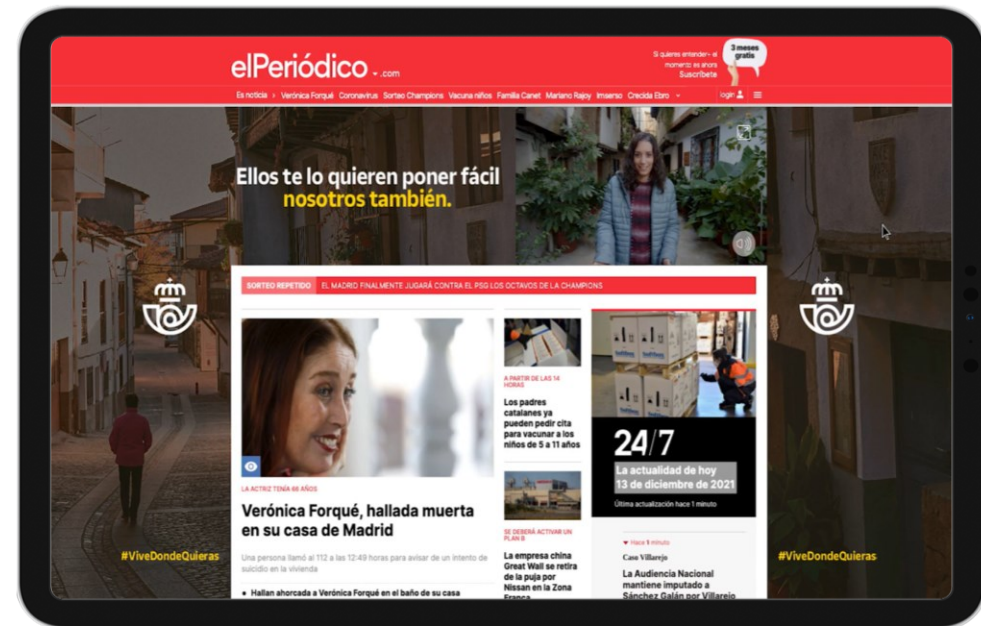 elPeriódico .com
Si quieres entender el
momento es ahora
Suscríbete
3 meses
gratis
Es noticia › Verónica Forqué Coronavirus Sorteo Champions Vacuna niños Familia Canet Mariano Rajoy Imserso Crecida Ebro
login
Ellos te lo quieren poner fácil
nosotros también.
SORTEO REPETIDO EL MADRID FINALMENTE JUGARÁ CONTRA EL PSG LOS OCTAVOS DE LA CHAMPIONS
LA ACTRIZ TENÍA 66 AÑOS
Verónica Forqué, hallada muerta
en su casa de Madrid
Una persona llamó al 112 a las 12:49 horas para avisar de un intento de
suicidio en la vivienda
• Hallan ahorcada a Verónica Forqué en el baño de su casa
A PARTIR DE LAS 14
HORAS
Los padres
catalanes ya
pueden pedir cita
para vacunar a los
niños de 5 a 11 años
SE DEBERÁ ACTIVAR UN
PLAN B
La empresa china
Great Wall se retira
de la puja por
Nissan en la Zona
Franca
24/7
La actualidad de hoy
13 de diciembre de 2021
Última actualización hace 1 minuto
Hace 1 minuto
Caso Villarejo
La Audiencia Nacional
mantiene imputado a
Sánchez Galán por Villarejo
#ViveDondeQuieras
#ViveDondeQuieras